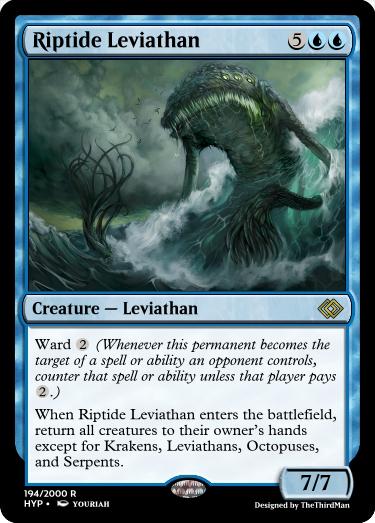 Riptide Leviathan 5
Creature — Leviathan
Ward 2 (Whenever this permanent becomes the
target of a spell or ability an opponent controls,
counter that spell or ability unless that player pays
2.)
When Riptide Leviathan enters the battlefield,
return all creatures to their owner's hands
except for Krakens, Leviathans, Octopuses,
and Serpents.
7/7
194/2000 R
HYP • YOURIAH
Designed by TheThirdMan